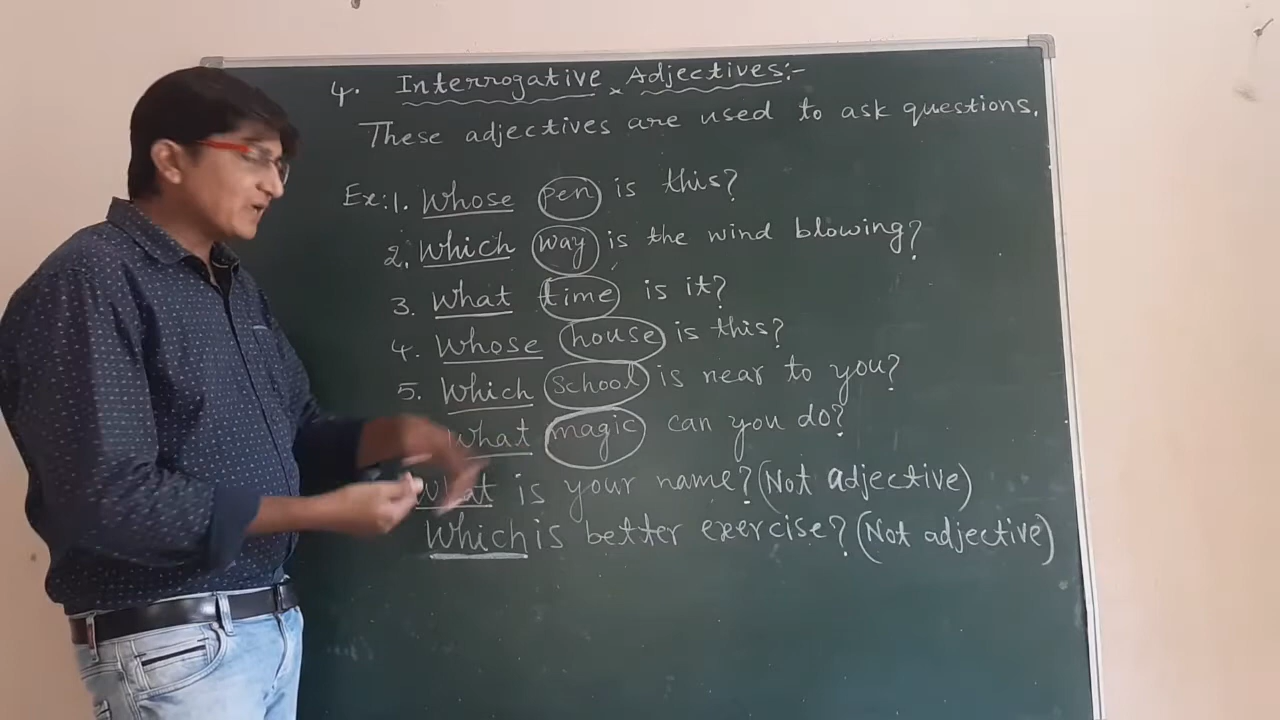 4. Interrogative Adjectives:-
These adjectives are used to ask questions.
Ex: 1. Whose pen is this?
2. Which way is the wind blowing?
3. What time is it?
4. Whose house is this?
5. Which school is near to you?
What magic can you do?
What is your name? (Not adjective)
Which is better exercise? (Not adjective)